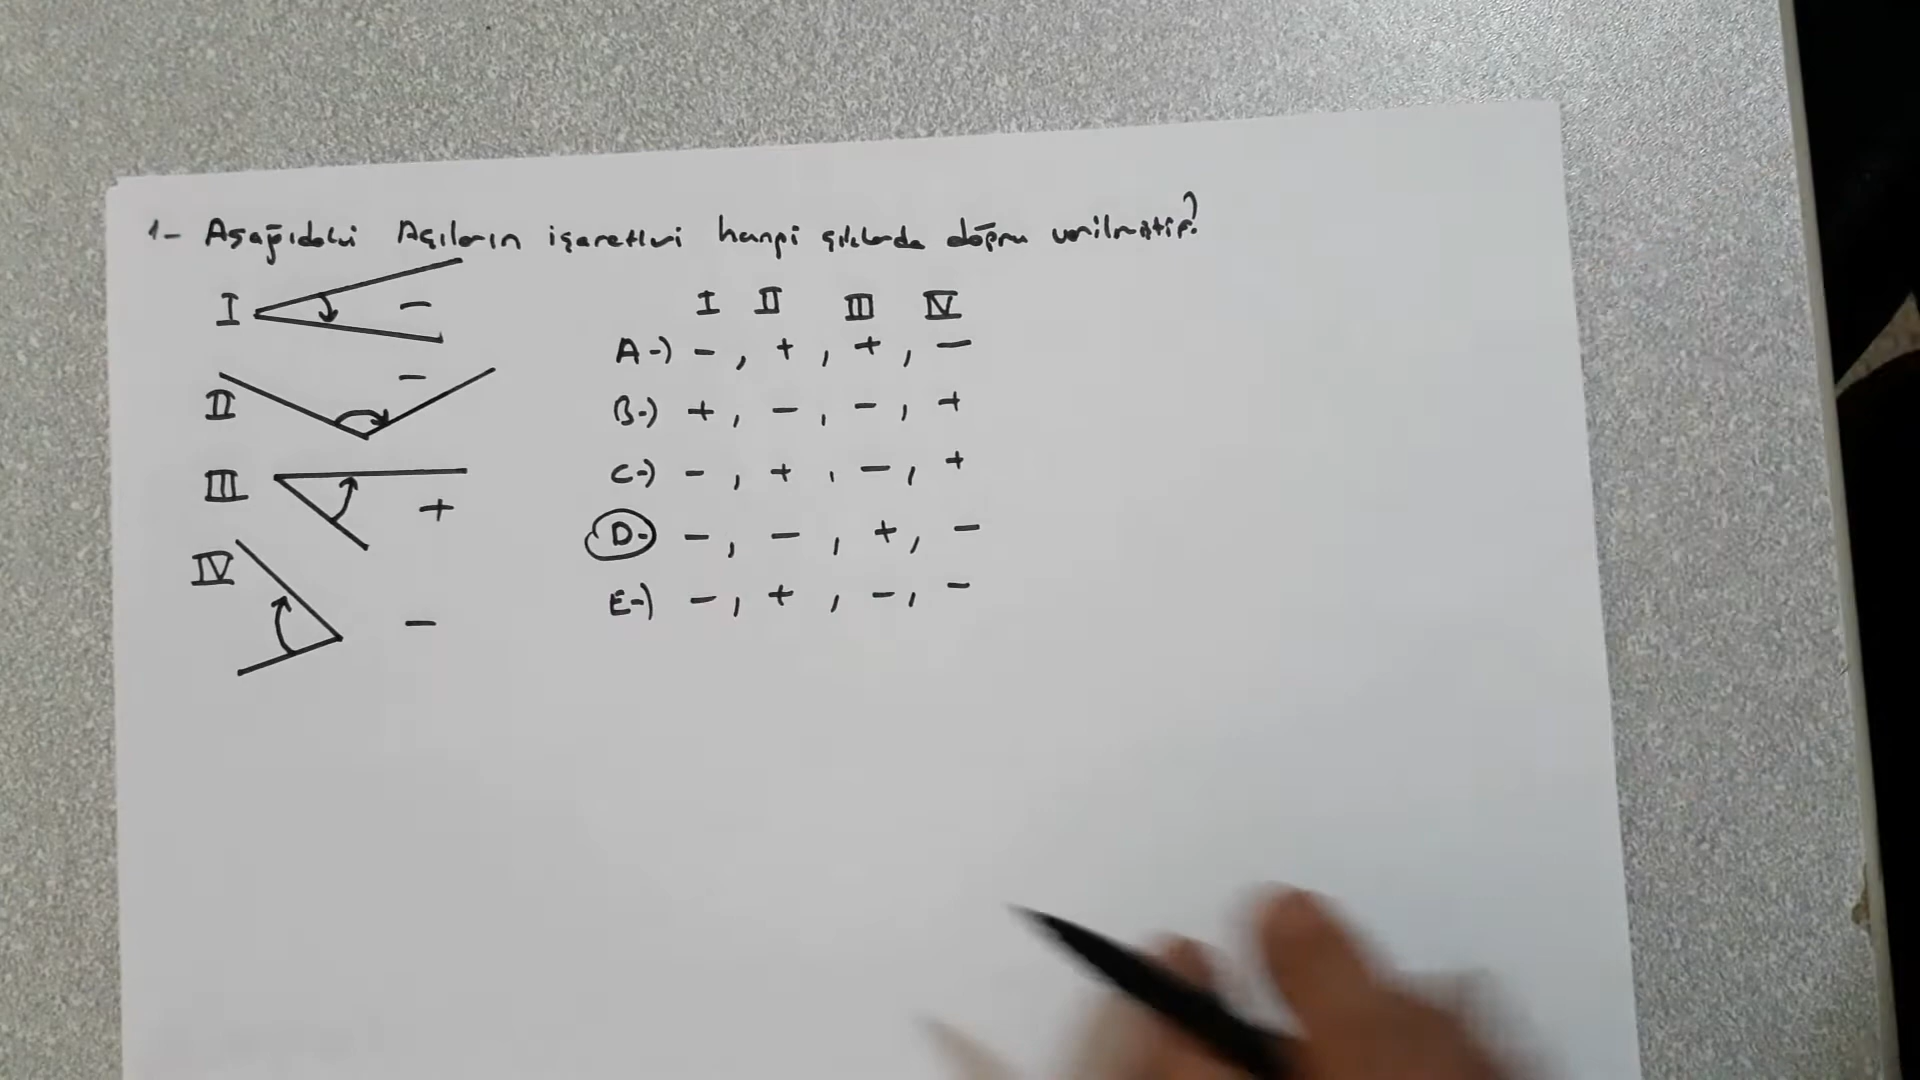 1- Aşağıdaki Açıların işaretleri hangi şıklarda doğru verilmiştir?
I −
II −
III +
IV −
I II III IV
A-) − , + , + , −
B-) + , − , − , +
C-) − , + , − , +
D-) − , − , + , −
E-) − , + , − , −